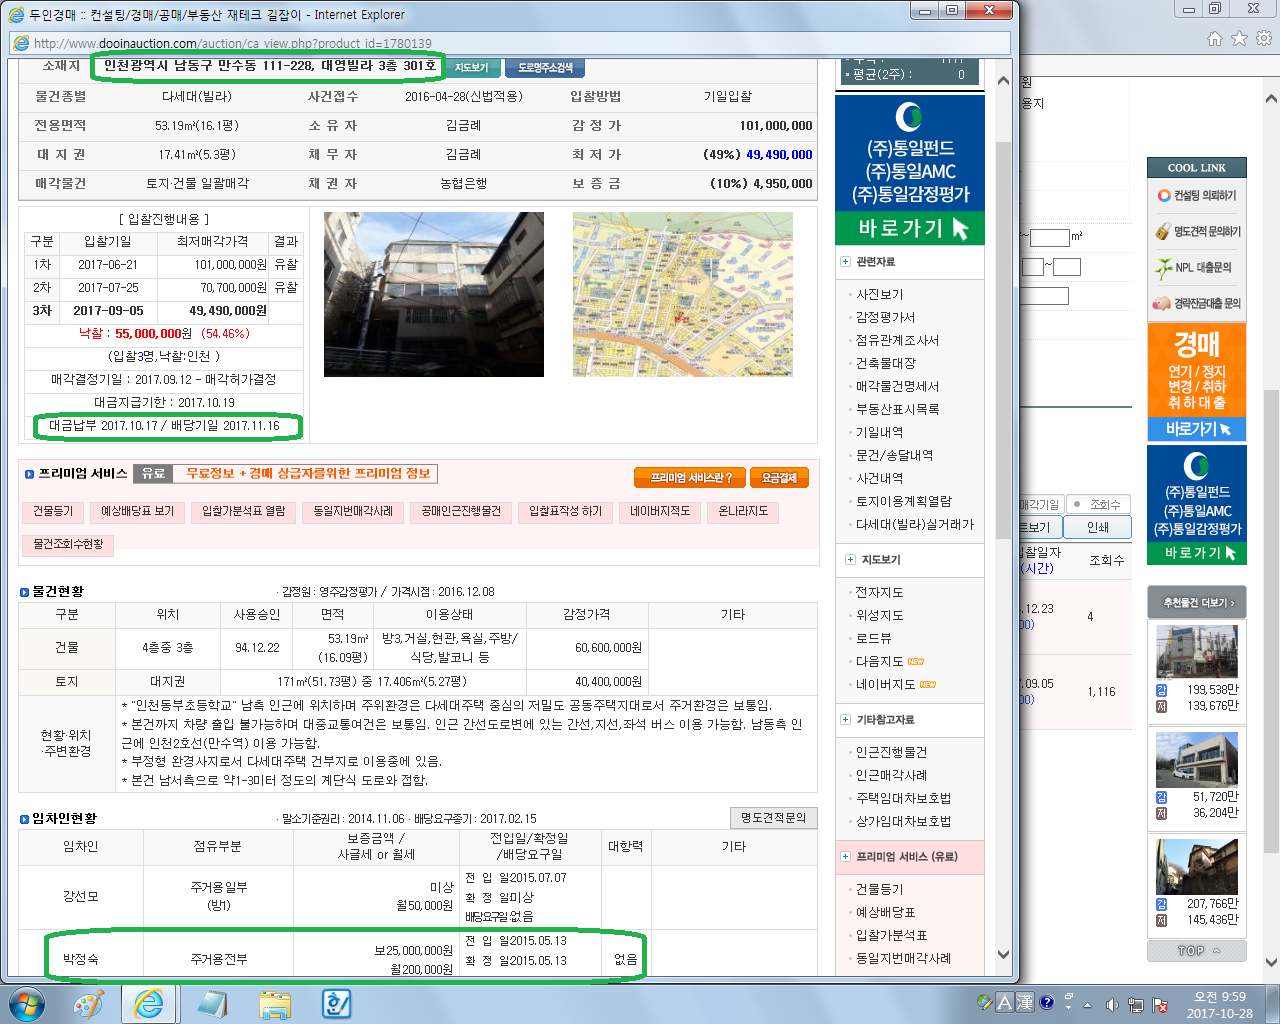 두인경매 :: 컨설팅/경매/공매/부동산 재테크 길잡이 - Internet Explorer
http://www.dooinauction.com/auction/ca_view.php?product_id=1780139
소재지 인천광역시 남동구 만수동 111-228, 대영빌라 3층 301호 지도보기 도로명주소검색
물건종별 다세대(빌라) 사건접수 2016-04-28(신법적용) 입찰방법 기일입찰
전용면적 53.19㎡(16.1평) 소 유 자 김금례 감 정 가 101,000,000
대 지 권 17.41㎡(5.3평) 채 무 자 김금례 최 저 가 (49%) 49,490,000
매각물건 토지·건물 일괄매각 채 권 자 농협은행 보 증 금 (10%) 4,950,000
[ 입찰진행내용 ]
구분 입찰기일 최저매각가격 결과
1차 2017-06-21 101,000,000원 유찰
2차 2017-07-25 70,700,000원 유찰
3차 2017-09-05 49,490,000원
낙찰 : 55,000,000원 (54.46%)
(입찰3명,낙찰:인천 )
매각결정기일 : 2017.09.12 - 매각허가결정
대금지급기한 : 2017.10.19
대금납부 2017.10.17 / 배당기일 2017.11.16
프리미엄 서비스 유료 무료정보 + 경매 상급자를위한 프리미엄 정보 프리미엄 서비스란 ? 요금결제
건물등기 예상배당표 보기 입찰가분석표 열람 동일지번매각사례 공매인근진행물건 입찰표작성 하기 네이버지적도 온나라지도
물건조회수현황
물건현황 · 감정원 : 영주감정평가 / 가격시점 : 2016.12.08
구분 위치 사용승인 면적 이용상태 감정가격 기타
건물 4층중 3층 94.12.22 53.19㎡ (16.09평) 방3,거실,현관,욕실,주방/식당,발코니 등 60,600,000원
토지 대지권 171㎡(51.73평) 중 17.406㎡(5.27평) 40,400,000원
현황·위치
·주변환경
* "인천동부초등학교" 남측 인근에 위치하며 주위환경은 다세대주택 중심의 저밀도 공동주택지대로서 주거환경은 보통임.
* 본건까지 차량 출입 불가능하며 대중교통여건은 보통임. 인근 간선도로변에 있는 간선,지선,좌석 버스 이용 가능함. 남동측 인
근에 인천2호선(만수역) 이용 가능함.
* 부정형 완경사지로서 다세대주택 건부지로 이용중에 있음.
* 본건 남서측으로 약1-3미터 정도의 계단식 도로와 접함.
임차인현황 · 말소기준권리 : 2014.11.06 · 배당요구종기 : 2017.02.15 명도견적문의
임차인 점유부분 보증금액 / 사글세 or 월세 전입일/확정일/배당요구일 대항력 기타
강선모 주거용일부 (방1) 미상 월50,000원
전 입 일2015.07.07
확 정 일미상
배당요구일:없음
박정숙 주거용전부 보25,000,000원 월200,000원 없음
전 입 일2015.05.13
확 정 일2015.05.13
· 평균(2주) : 0
(주)통일펀드
(주)통일AMC
(주)통일감정평가
바로가기
관련자료
· 사진보기
· 감정평가서
· 점유관계조사서
· 건축물대장
· 매각물건명세서
· 부동산표시목록
· 기일내역
· 문건/송달내역
· 사건내역
· 토지이용계획열람
· 다세대(빌라)실거래가
지도보기
· 전자지도
· 위성지도
· 로드뷰
· 다음지도 NEW
· 네이버지도 NEW
기타참고자료
· 인근진행물건
· 인근매각사례
· 주택임대차보호법
· 상가임대차보호법
프리미엄 서비스 (유료)
· 건물등기
· 예상배당표
· 입찰가분석표
· 동일지번매각사례
원
용지
~ ㎡
~
매각기일 조회수
트보기 인쇄
입찰일자 (시간) 조회수
.12.23 4
00)
.09.05 1,116
00)
COOL LINK
컨설팅 의뢰하기
명도견적 문의하기
NPL 대출문의
경락잔금대출 문의
경매
연기 / 정지
변경 / 취하
취 하 대 출
바로가기
(주)통일펀드
(주)통일AMC
(주)통일감정평가
바로가기
추천물건 더보기 ›
감 199,538만
저 139,676만
감 51,720만
저 36,204만
감 207,766만
저 145,436만
TOP
A 漢
오전 9:59
2017-10-28